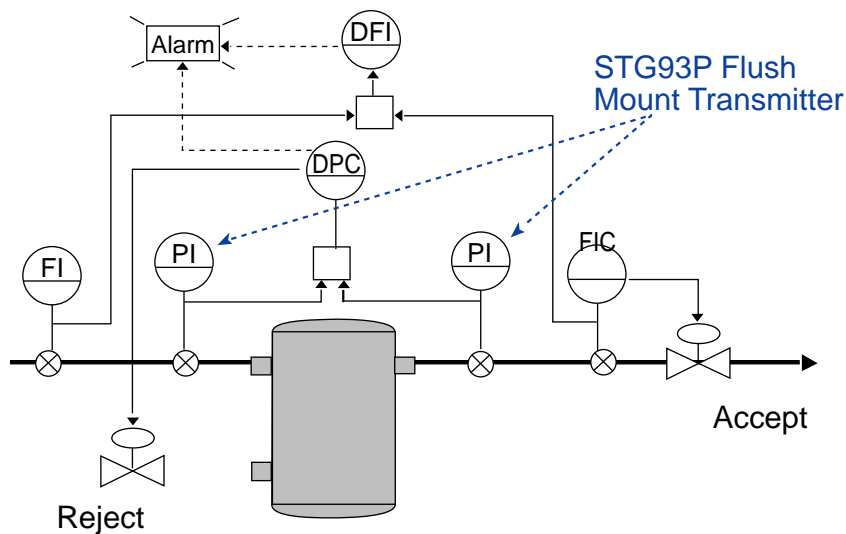 Alarm
DFI
STG93P Flush
Mount Transmitter
DPC
FI
PI
PI
FIC
Accept
Reject